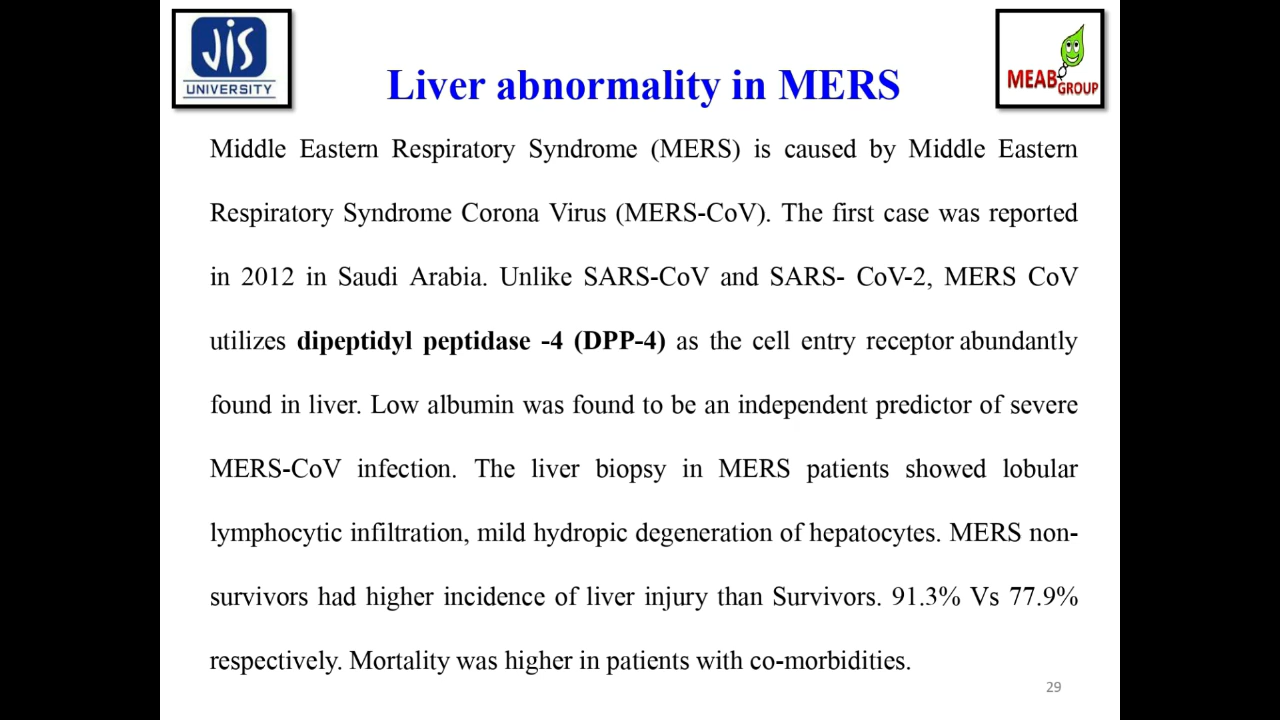 JIS
UNIVERSITY
MEAB
GROUP
Liver abnormality in MERS
Middle Eastern Respiratory Syndrome (MERS) is caused by Middle Eastern
Respiratory Syndrome Corona Virus (MERS-CoV). The first case was reported
in 2012 in Saudi Arabia. Unlike SARS-CoV and SARS- CoV-2, MERS CoV
utilizes dipeptidyl peptidase -4 (DPP-4) as the cell entry receptor abundantly
found in liver. Low albumin was found to be an independent predictor of severe
MERS-CoV infection. The liver biopsy in MERS patients showed lobular
lymphocytic infiltration, mild hydropic degeneration of hepatocytes. MERS non-
survivors had higher incidence of liver injury than Survivors. 91.3% Vs 77.9%
respectively. Mortality was higher in patients with co-morbidities.
29